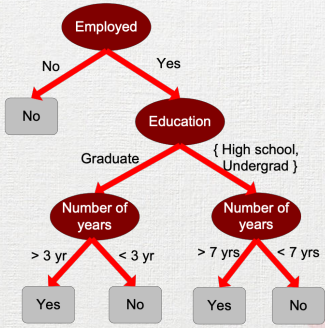 Employed
No
Yes
No
Education
Graduate
{ High school,
Undergrad }
Number of
years
Number of
years
> 3 yr
< 3 yr
> 7 yrs
< 7 yrs
Yes
No
Yes
No